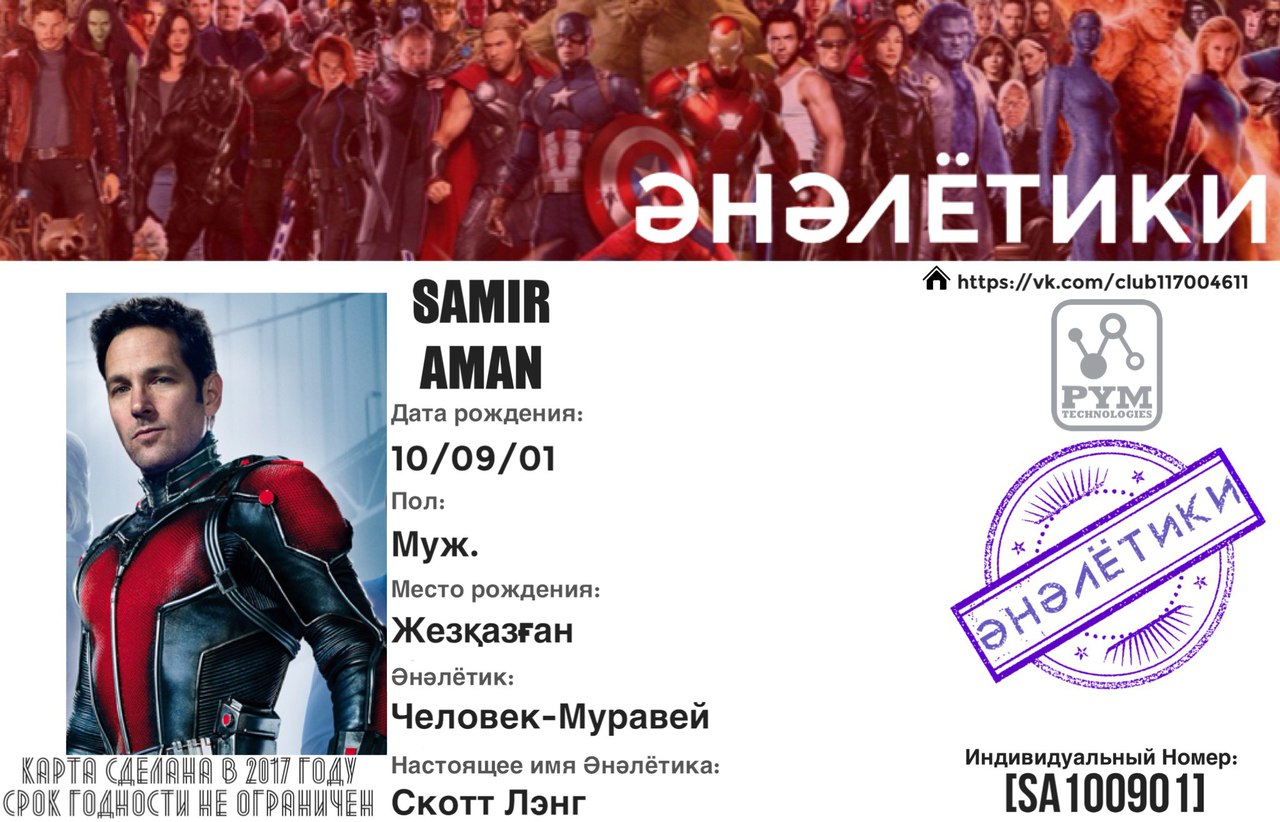 ӘНӘЛЁТИКИ
https://vk.com/club117004611
SAMIR
AMAN
Дата рождения:
10/09/01
Пол:
Муж.
Место рождения:
Жезқазған
Әнәлётик:
Человек-Муравей
Настоящее имя Әнәлётика:
Скотт Лэнг
КАРТА СДЕЛАНА В 2017 ГОДУ
СРОК ГОДНОСТИ НЕ ОГРАНИЧЕН
PYM
TECHNOLOGIES
ӘНӘЛЁТИКИ
Индивидуальный Номер:
[SA100901]